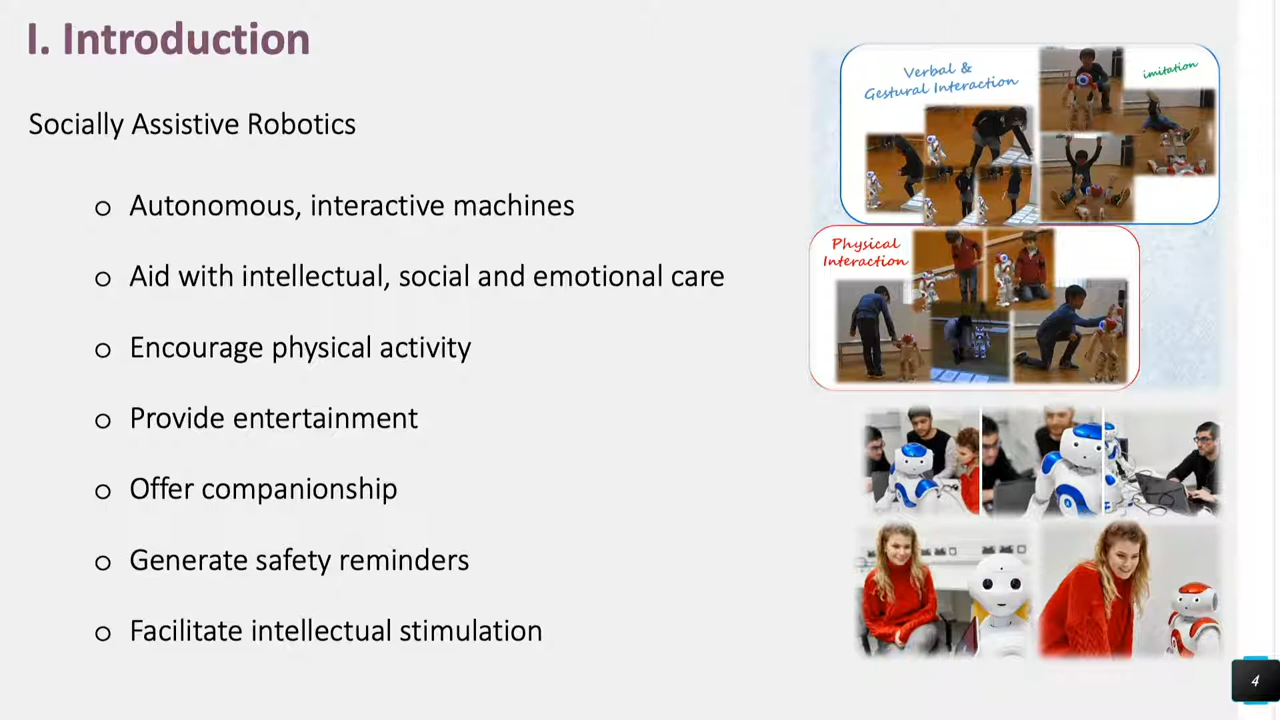 I. Introduction
Socially Assistive Robotics
o Autonomous, interactive machines
o Aid with intellectual, social and emotional care
o Encourage physical activity
o Provide entertainment
o Offer companionship
o Generate safety reminders
o Facilitate intellectual stimulation
Verbal &
Gestural Interaction
imitation
Physical
Interaction
4